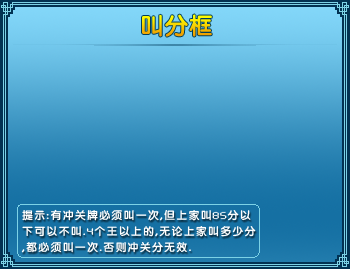 叫分框
提示:有冲关牌必须叫一次,但上家叫85分以
下可以不叫.4个王以上的,无论上家叫多少分
,都必须叫一次.否则冲关分无效.